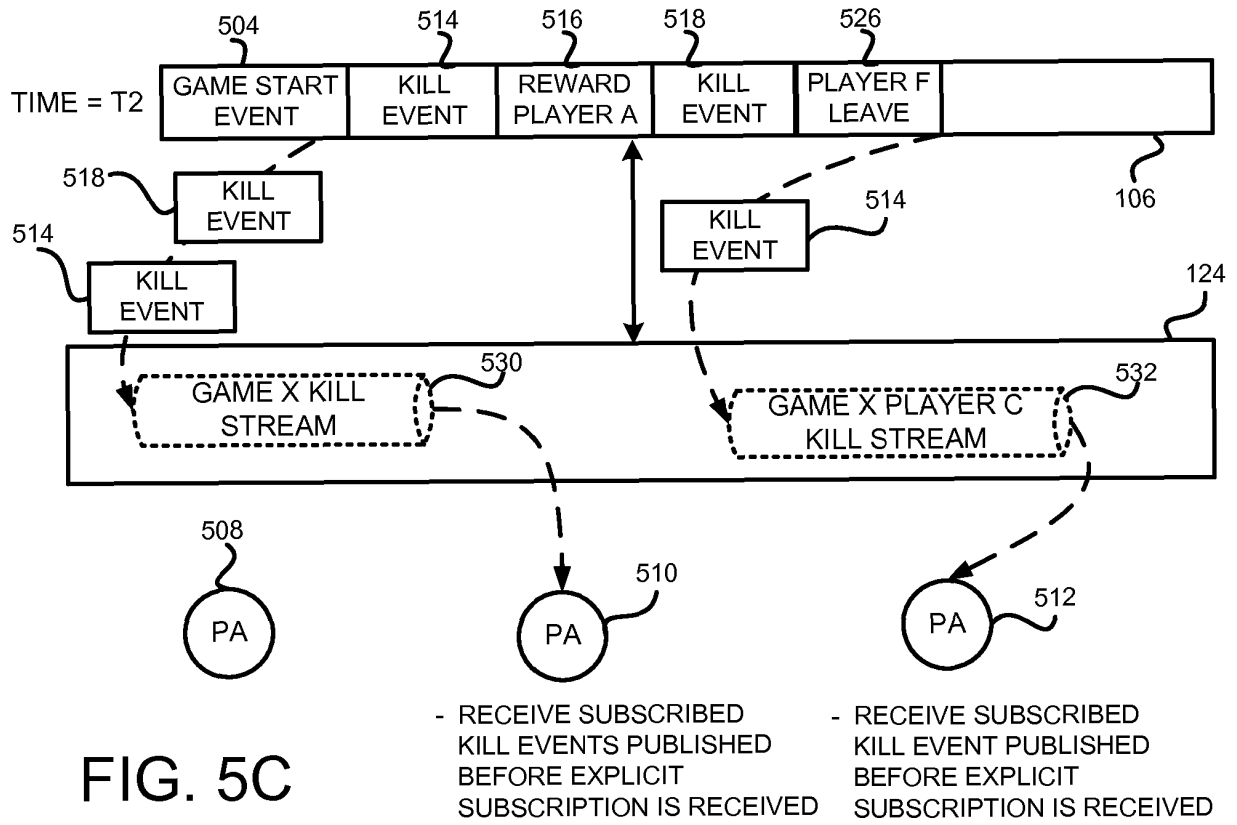 504
514
516
518
526
TIME = T2
GAME START
EVENT
KILL
EVENT
REWARD
PLAYER A
KILL
EVENT
PLAYER F
LEAVE
106
518
KILL
EVENT
514
KILL
EVENT
KILL
EVENT
514
124
GAME X KILL
STREAM
530
GAME X PLAYER C
KILL STREAM
532
508
PA
510
PA
512
PA
- RECEIVE SUBSCRIBED
KILL EVENTS PUBLISHED
BEFORE EXPLICIT
SUBSCRIPTION IS RECEIVED
- RECEIVE SUBSCRIBED
KILL EVENT PUBLISHED
BEFORE EXPLICIT
SUBSCRIPTION IS RECEIVED
FIG. 5C